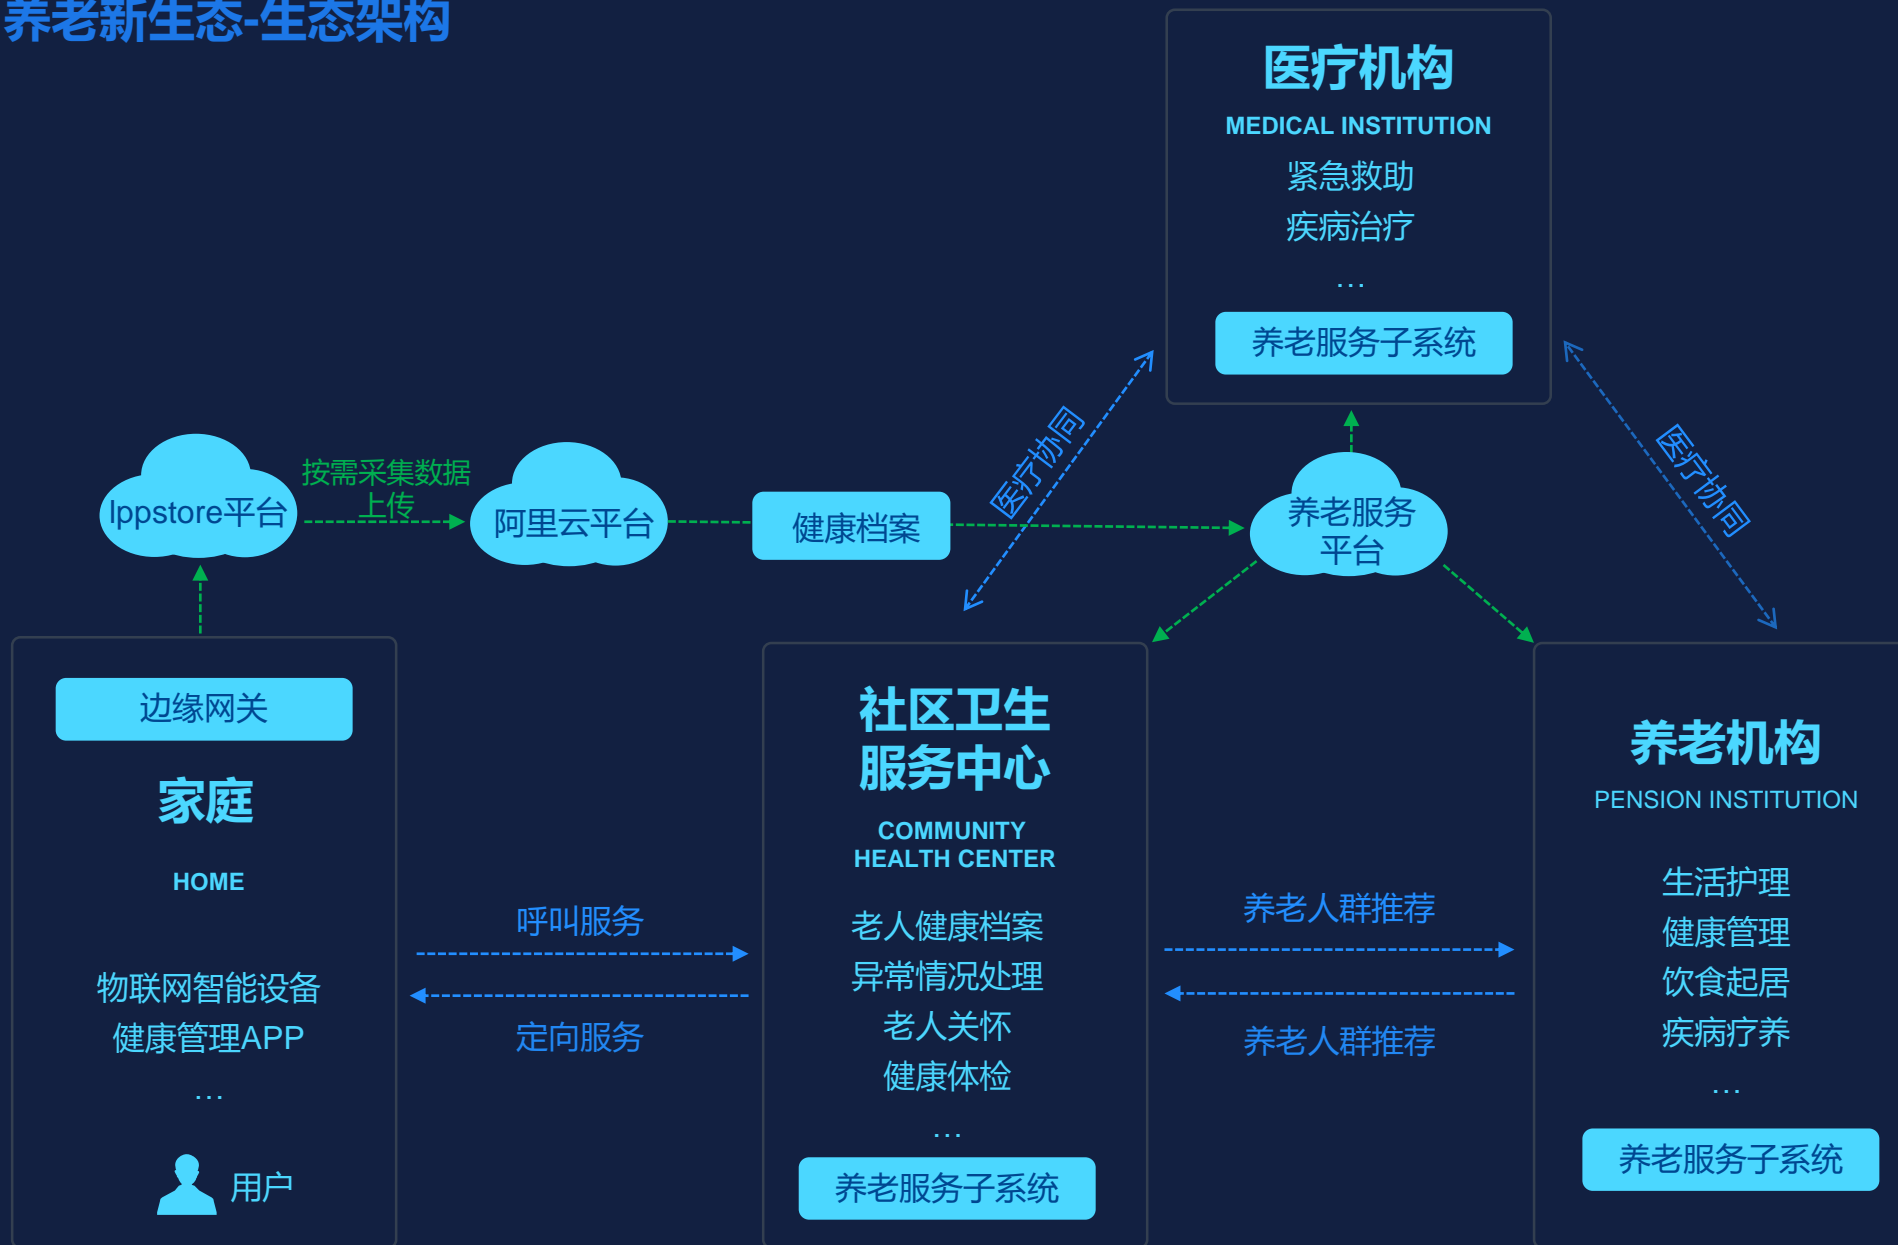 养老新生态-生态架构
医疗机构
MEDICAL INSTITUTION
紧急救助
疾病治疗
…
养老服务子系统
医疗协同
医疗协同
Ippstore平台
按需采集数据
上传
阿里云平台
健康档案
养老服务
平台
边缘网关
家庭
HOME
物联网智能设备
健康管理APP
…
用户
呼叫服务
定向服务
社区卫生
服务中心
COMMUNITY
HEALTH CENTER
老人健康档案
异常情况处理
老人关怀
健康体检
…
养老服务子系统
养老人群推荐
养老人群推荐
养老机构
PENSION INSTITUTION
生活护理
健康管理
饮食起居
疾病疗养
…
养老服务子系统